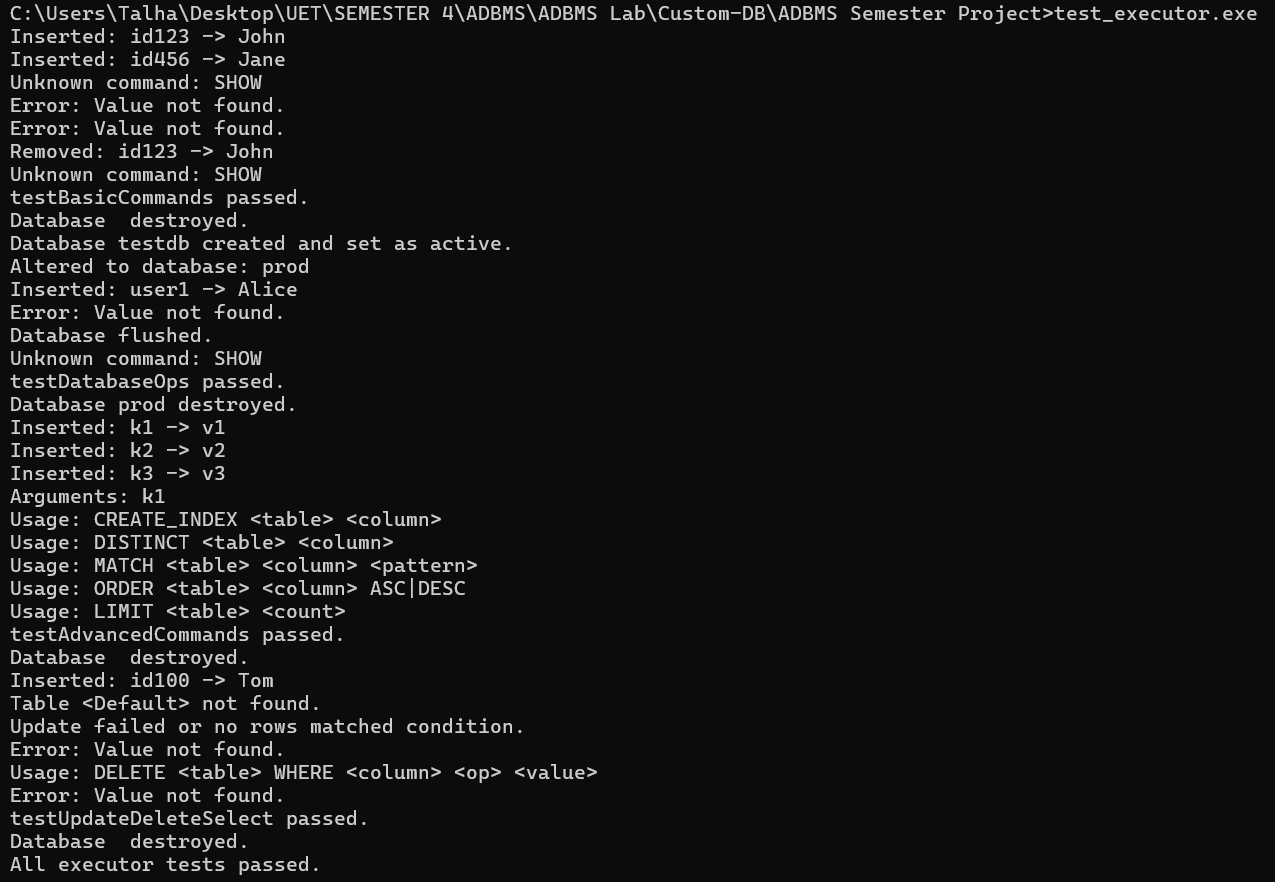 C:\Users\Talha\Desktop\UET\SEMESTER 4\ADBMS\ADBMS Lab\Custom-DB\ADBMS Semester Project>test_executor.exe
Inserted: id123 -> John
Inserted: id456 -> Jane
Unknown command: SHOW
Error: Value not found.
Error: Value not found.
Removed: id123 -> John
Unknown command: SHOW
testBasicCommands passed.
Database  destroyed.
Database testdb created and set as active.
Altered to database: prod
Inserted: user1 -> Alice
Error: Value not found.
Database flushed.
Unknown command: SHOW
testDatabaseOps passed.
Database prod destroyed.
Inserted: k1 -> v1
Inserted: k2 -> v2
Inserted: k3 -> v3
Arguments: k1
Usage: CREATE_INDEX <table> <column>
Usage: DISTINCT <table> <column>
Usage: MATCH <table> <column> <pattern>
Usage: ORDER <table> <column> ASC|DESC
Usage: LIMIT <table> <count>
testAdvancedCommands passed.
Database  destroyed.
Inserted: id100 -> Tom
Table <Default> not found.
Update failed or no rows matched condition.
Error: Value not found.
Usage: DELETE <table> WHERE <column> <op> <value>
Error: Value not found.
testUpdateDeleteSelect passed.
Database  destroyed.
All executor tests passed.